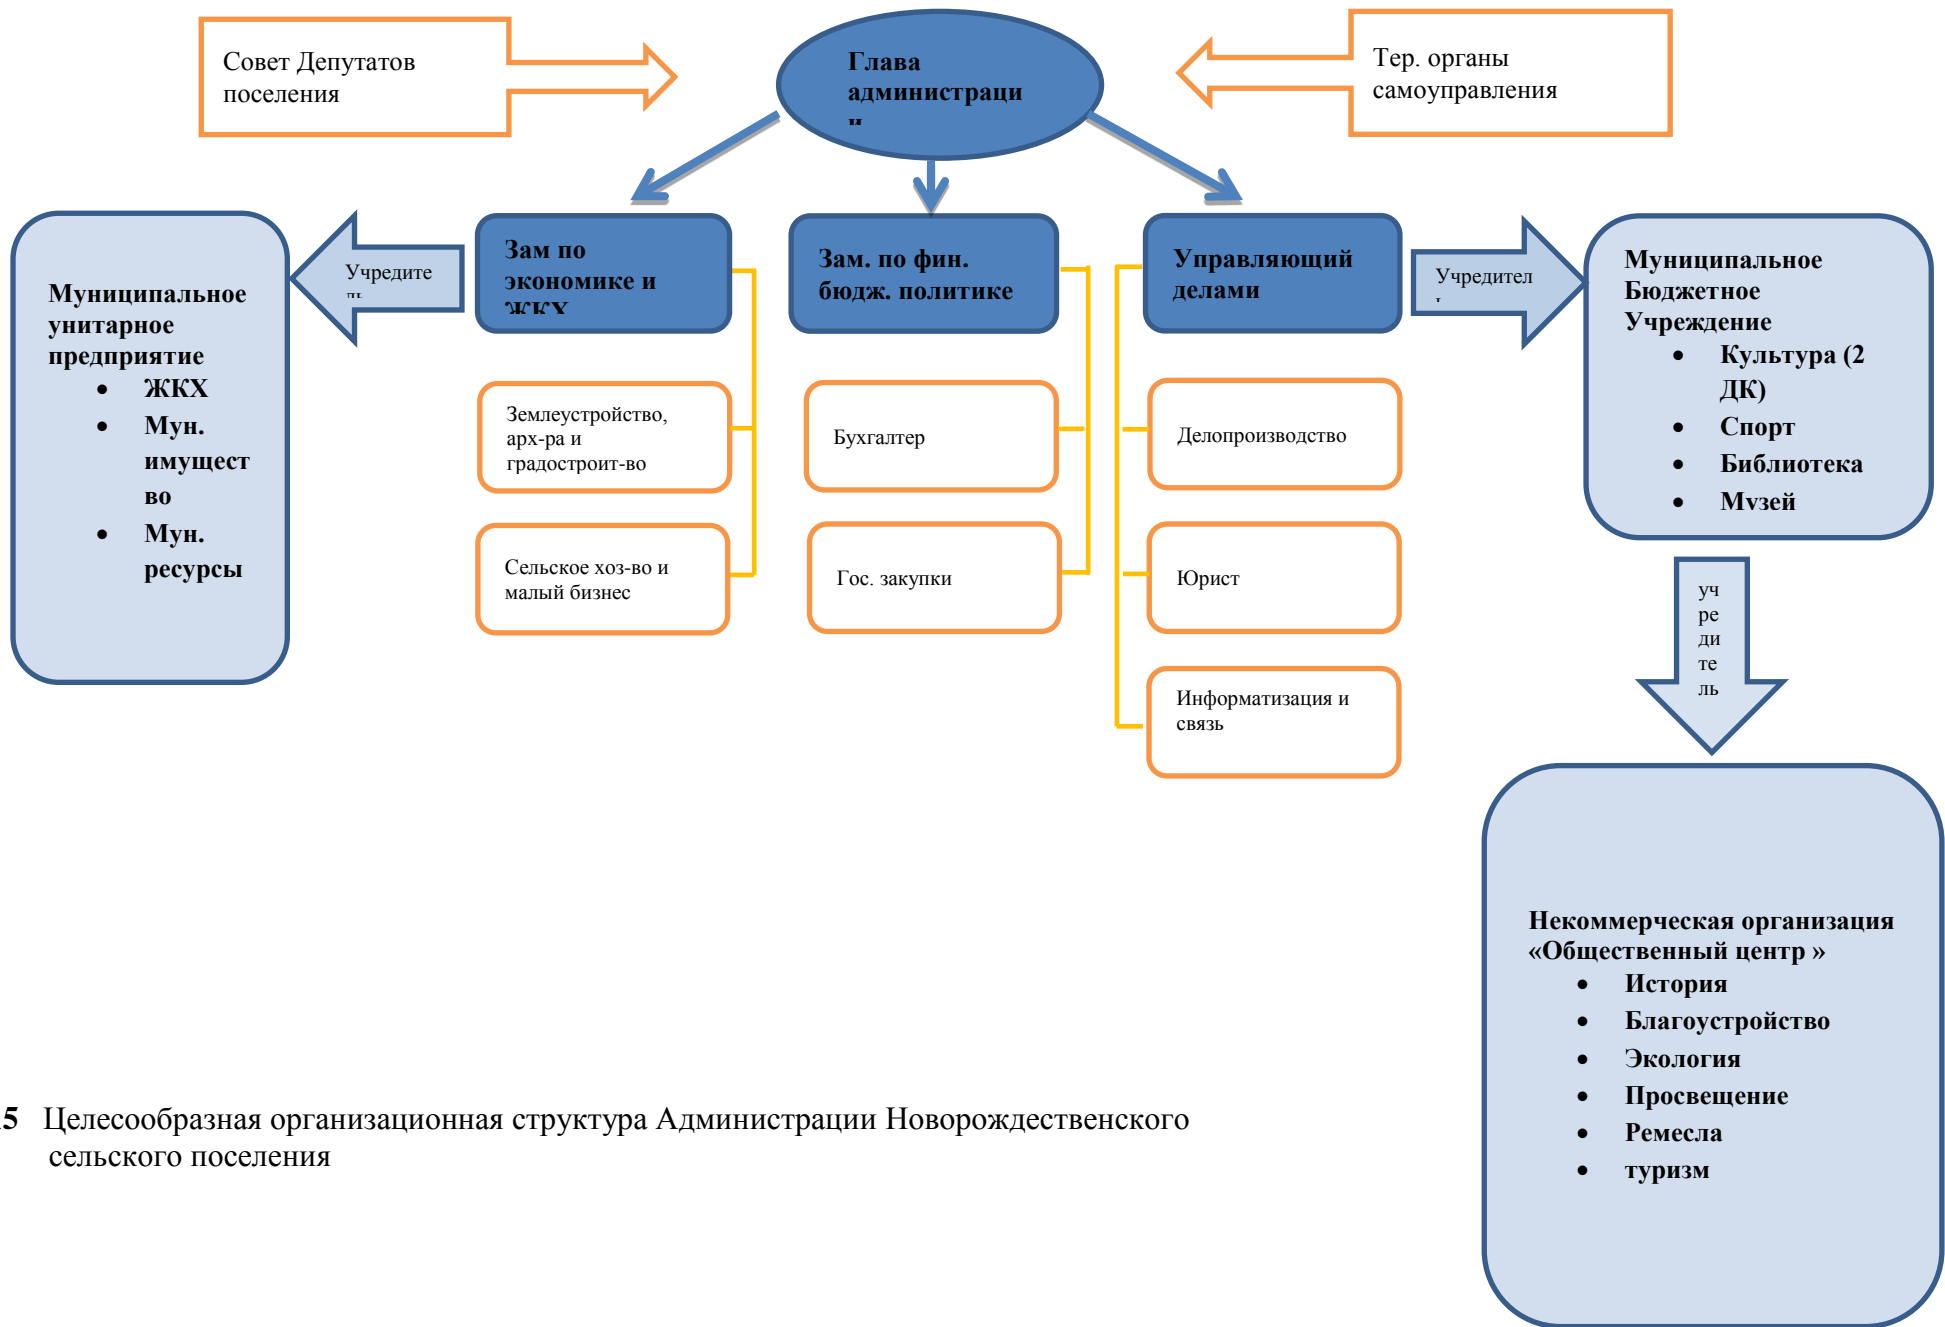 Совет Депутатов
поселения
Глава
администраци
и
Тер. органы
самоуправления
Муниципальное
унитарное
предприятие
• ЖКХ
• Мун.
имущест
во
• Мун.
ресурсы
Учредите
ль
Зам по
экономике и
ЖКХ
Зам. по фин.
бюдж. политике
Управляющий
делами
Учредител
Муниципальное
Бюджетное
Учреждение
• Культура (2
ДК)
• Спорт
• Библиотека
• Музей
Землеустройство,
арх-ра и
градостроит-во
Бухгалтер
Делопроизводство
Сельское хоз-во и
малый бизнес
Гос. закупки
Юрист
Информатизация и
связь
уч
ре
ди
те
ль
Некоммерческая организация
«Общественный центр »
• История
• Благоустройство
• Экология
• Просвещение
• Ремесла
• туризм
5 Целесообразная организационная структура Администрации Новорождественского
сельского поселения